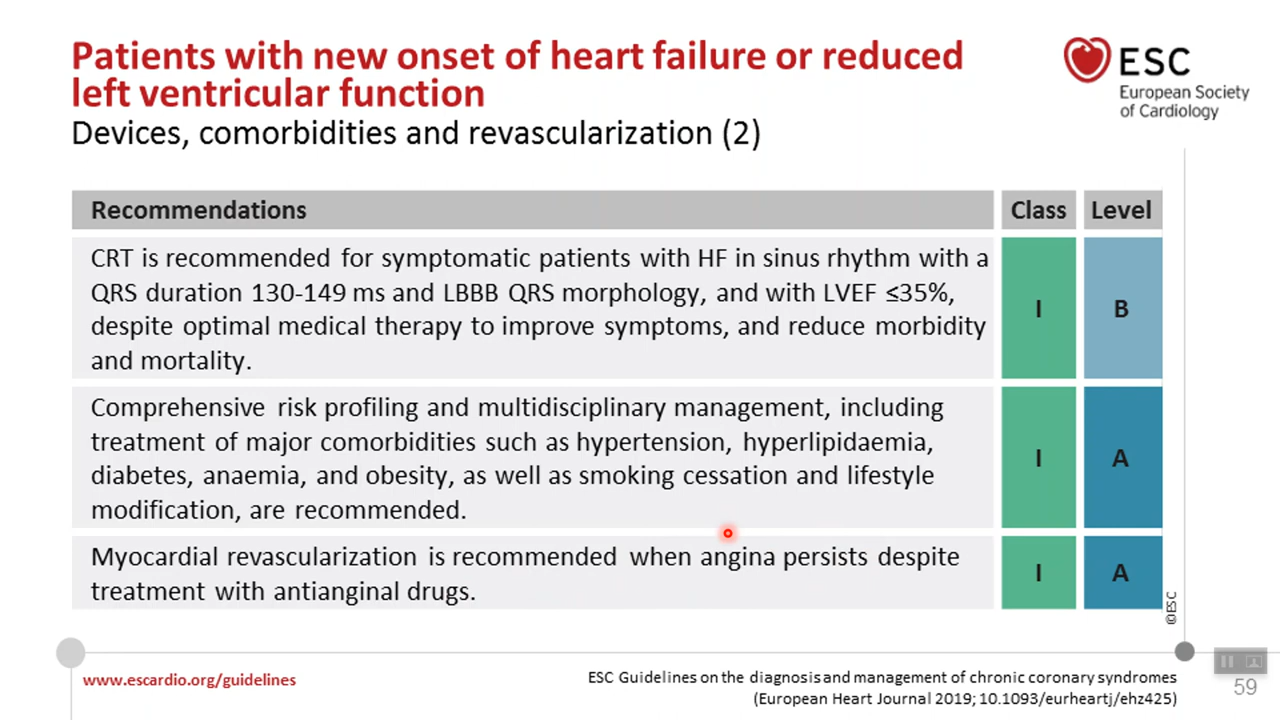 Patients with new onset of heart failure or reduced
left ventricular function
Devices, comorbidities and revascularization (2)
ESC
European Society
of Cardiology
Recommendations Class Level
CRT is recommended for symptomatic patients with HF in sinus rhythm with a
QRS duration 130-149 ms and LBBB QRS morphology, and with LVEF ≤35%,
despite optimal medical therapy to improve symptoms, and reduce morbidity
and mortality.
I B
Comprehensive risk profiling and multidisciplinary management, including
treatment of major comorbidities such as hypertension, hyperlipidaemia,
diabetes, anaemia, and obesity, as well as smoking cessation and lifestyle
modification, are recommended.
I A
Myocardial revascularization is recommended when angina persists despite
treatment with antianginal drugs.
I A
©ESC
www.escardio.org/guidelines
ESC Guidelines on the diagnosis and management of chronic coronary syndromes
(European Heart Journal 2019; 10.1093/eurheartj/ehz425)
59